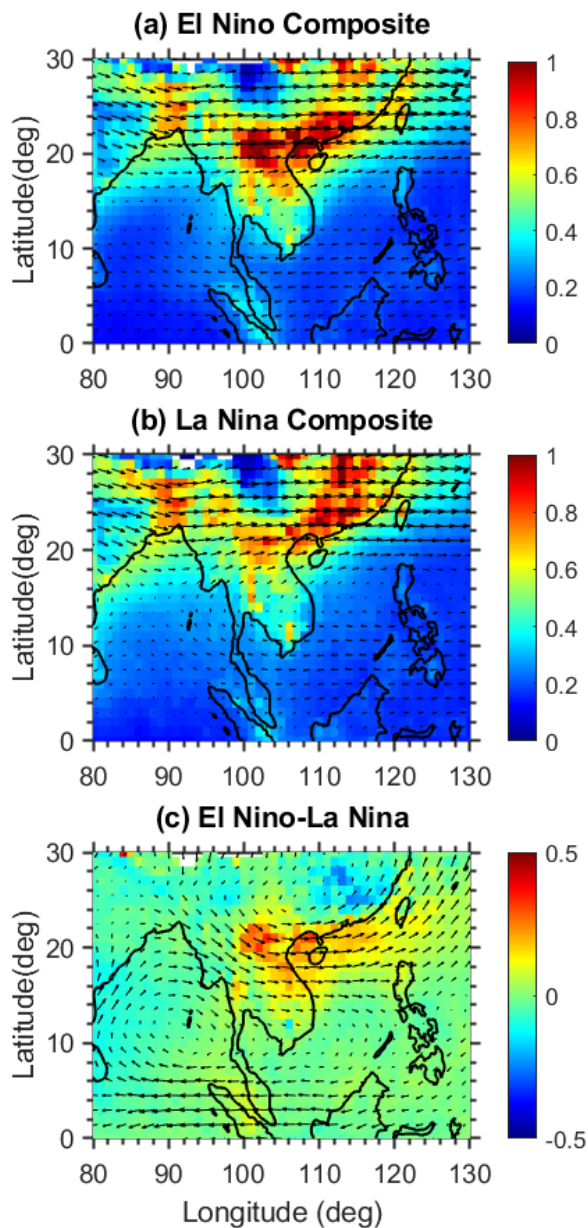 (a) El Nino Composite
30
20
10
0
Latitude(deg)
80 90 100 110 120 130
1
0.8
0.6
0.4
0.2
0
(b) La Nina Composite
30
20
10
0
Latitude(deg)
80 90 100 110 120 130
1
0.8
0.6
0.4
0.2
0
(c) El Nino-La Nina
30
20
10
0
Latitude(deg)
80 90 100 110 120 130
Longitude (deg)
0.5
0
-0.5